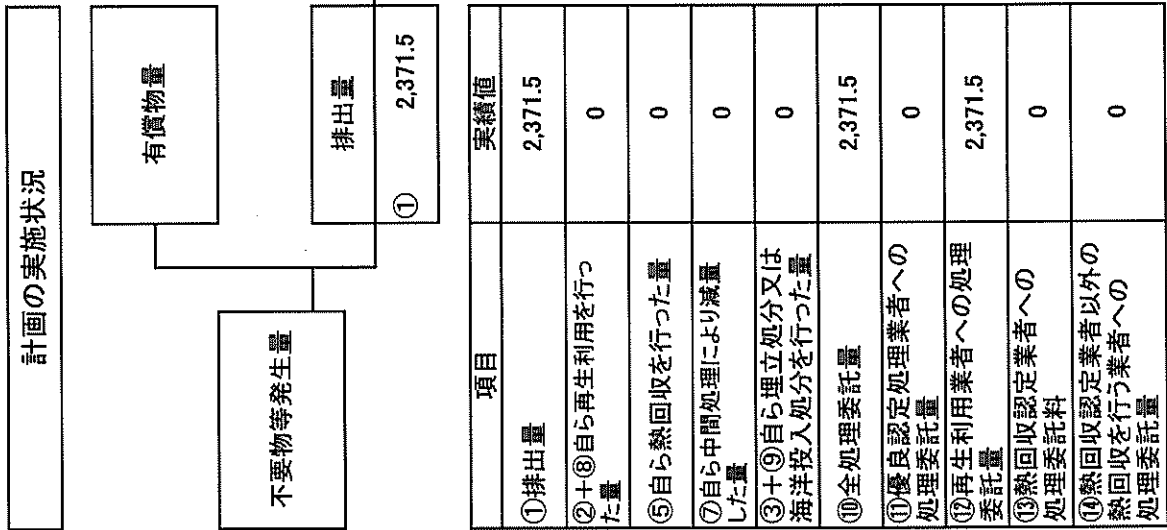 計画の実施状況
不要物等発生量
有償物量
排出量
① 2,371.5
項目 実績値
①排出量 2,371.5
②+⑧自ら再生利用を行っ
た量 0
⑤自ら熱回収を行った量 0
⑦自ら中間処理により減量
した量 0
③+⑨自ら埋立処分又は
海洋投入処分を行った量 0
⑩全処理委託量 2,371.5
⑪優良認定処理業者への
処理委託量 0
⑫再生利用業者への処理
委託量 2,371.5
⑬熱回収認定業者への
処理委託料 0
⑭熱回収認定業者以外の
熱回収を行う業者への
処理委託量 0